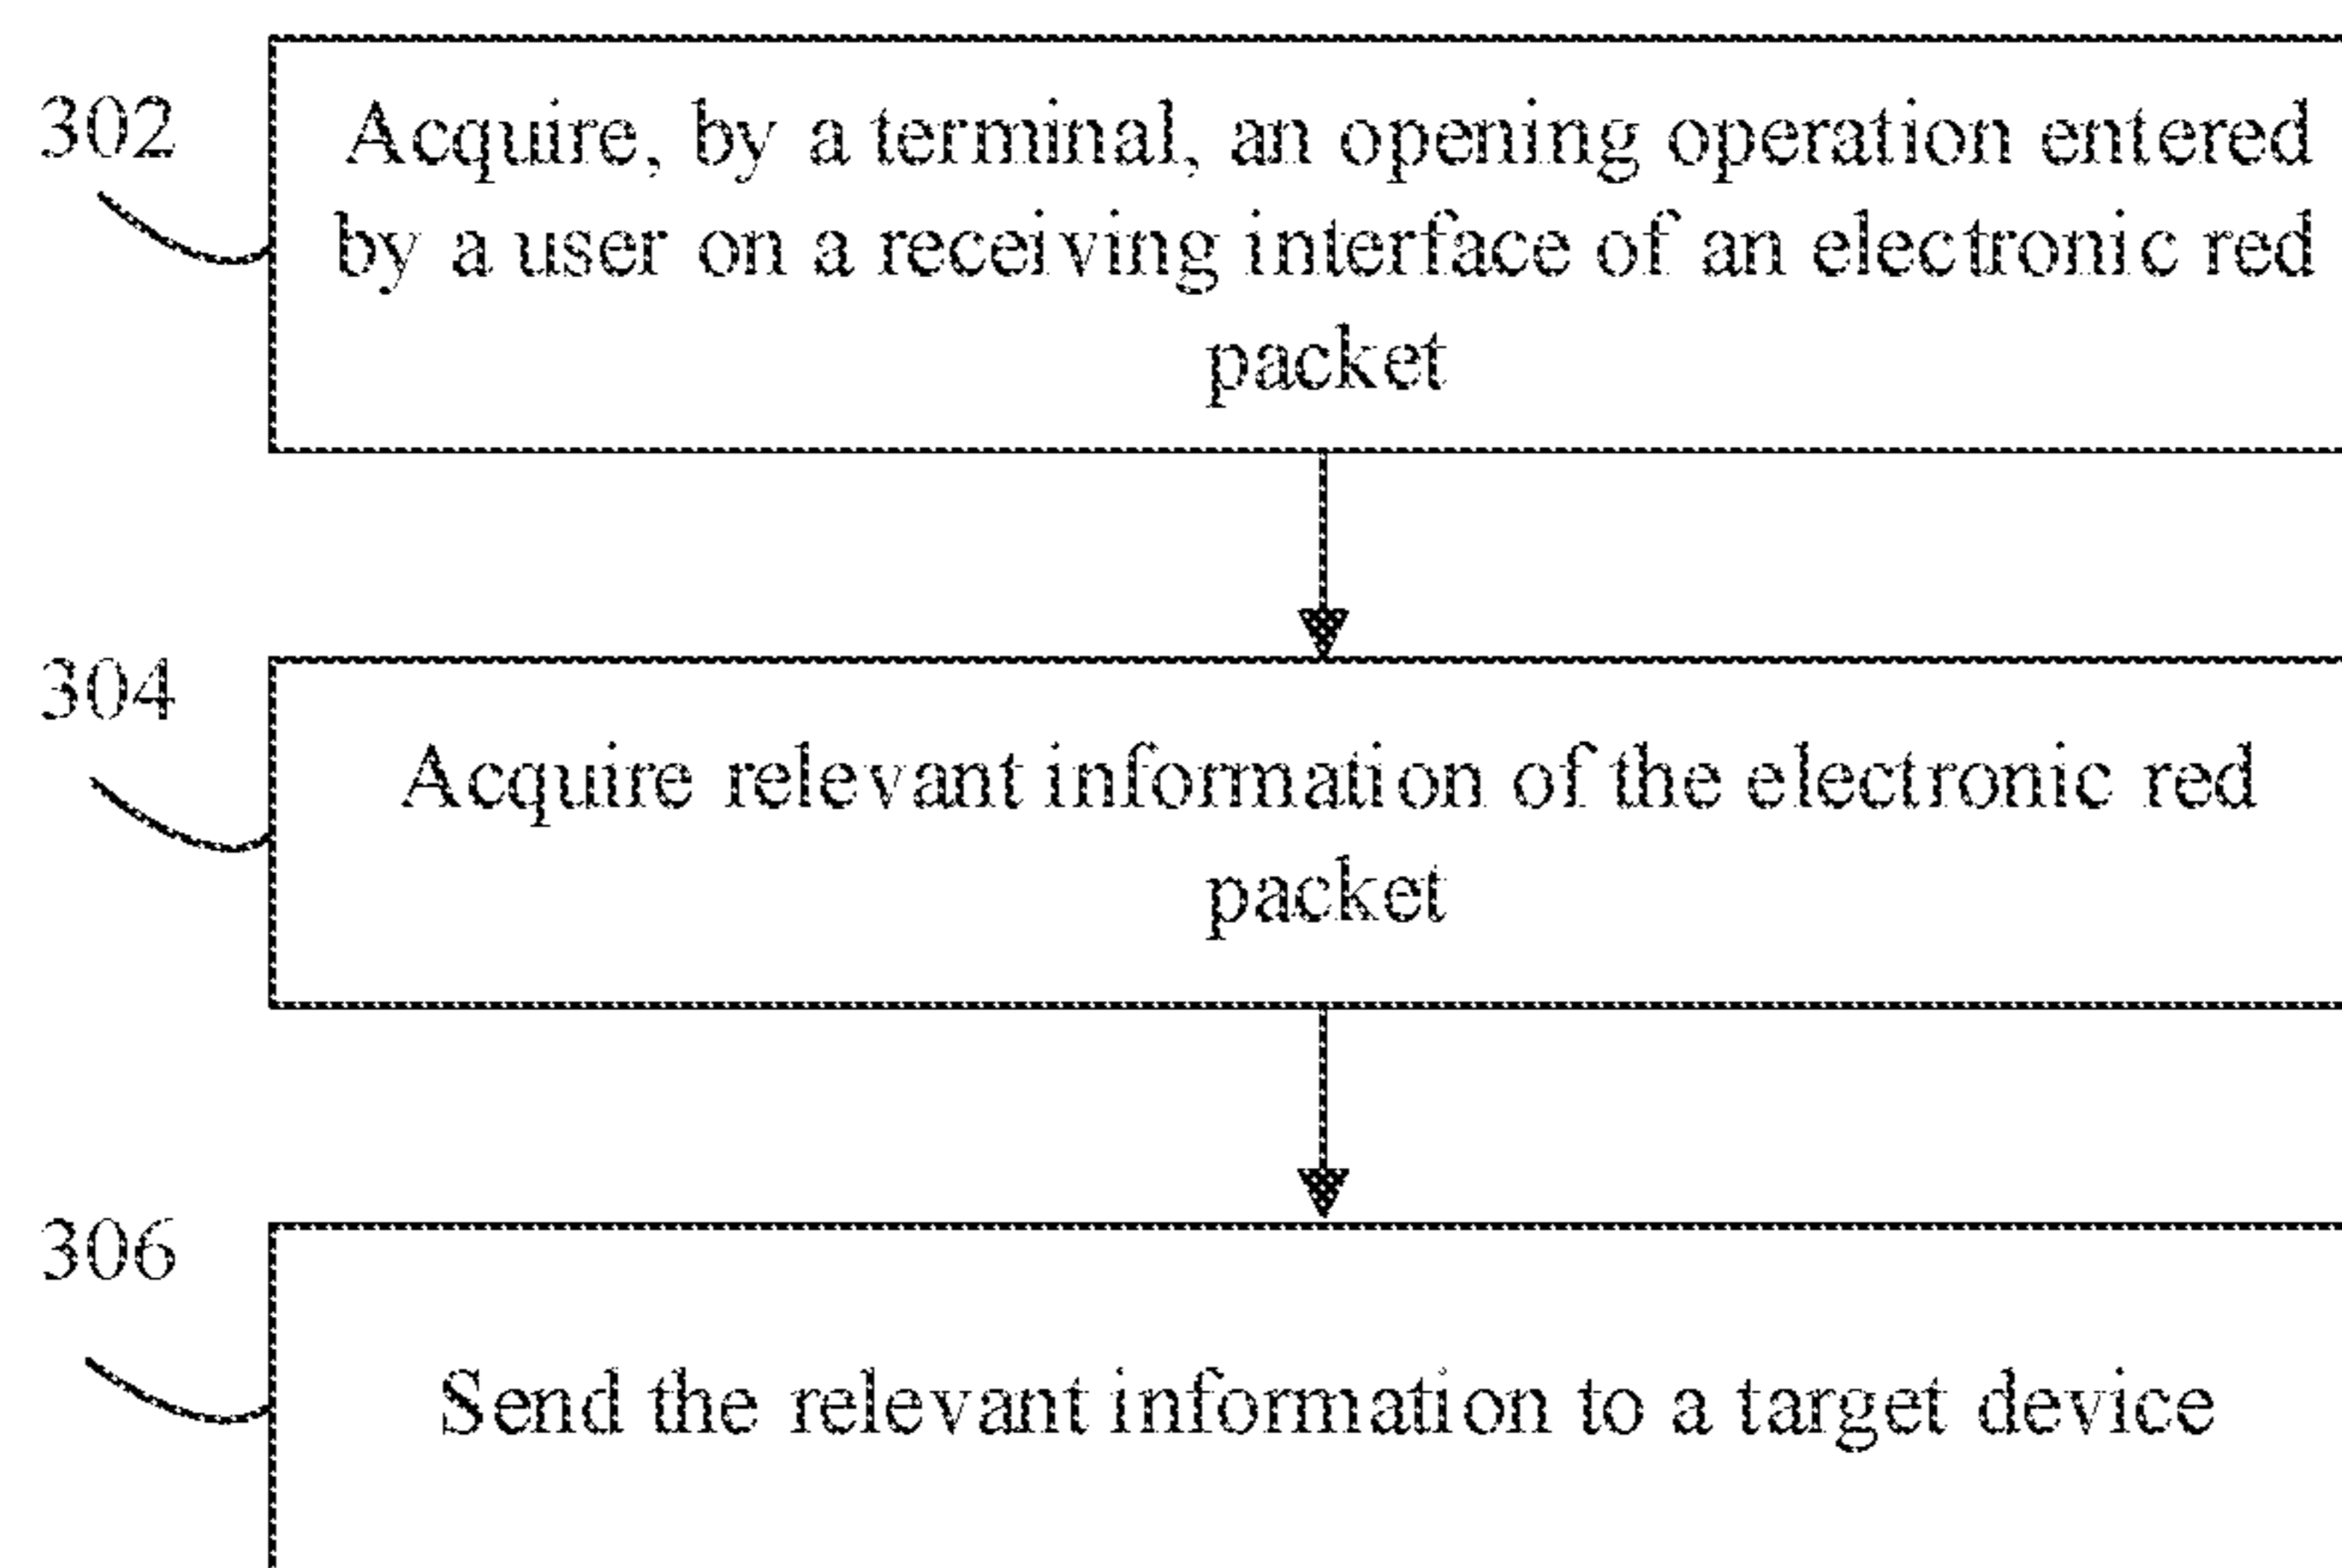 302
Acquire, by a terminal, an opening operation entered
by a user on a receiving interface of an electronic red
packet
304
Acquire relevant information of the electronic red
packet
306
Send the relevant information to a target device